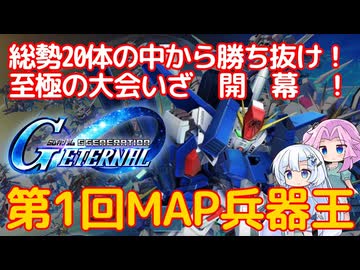 総勢20体の中から勝ち抜け！
至極の大会いざ　開　幕　！
GUNDAM G GENERATION
ETERNAL
第1回MAP兵器王